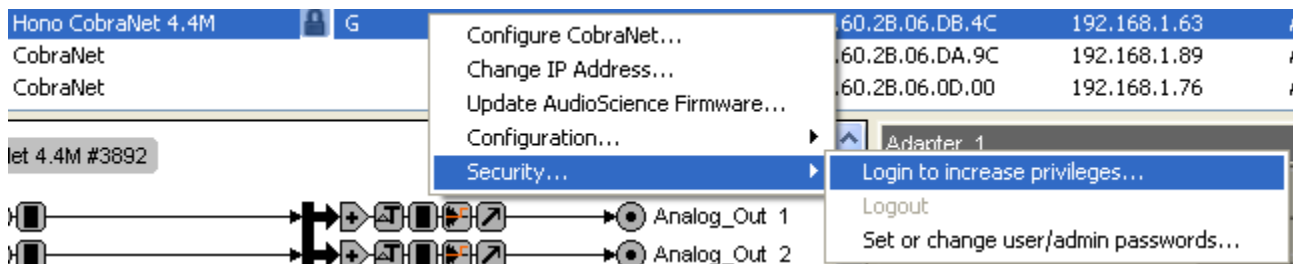 Hono CobraNet 4.4M G .60.2B.06.DB.4C 192.168.1.63
CobraNet .60.2B.06.DA.9C 192.168.1.89
CobraNet .60.2B.06.0D.00 192.168.1.76
Configure CobraNet...
Change IP Address...
Update AudioScience Firmware...
Configuration...
Security...
let 4.4M #3892
Adapter 1
Login to increase privileges...
Logout
Set or change user/admin passwords...
Analog_Out 1
Analog_Out 2